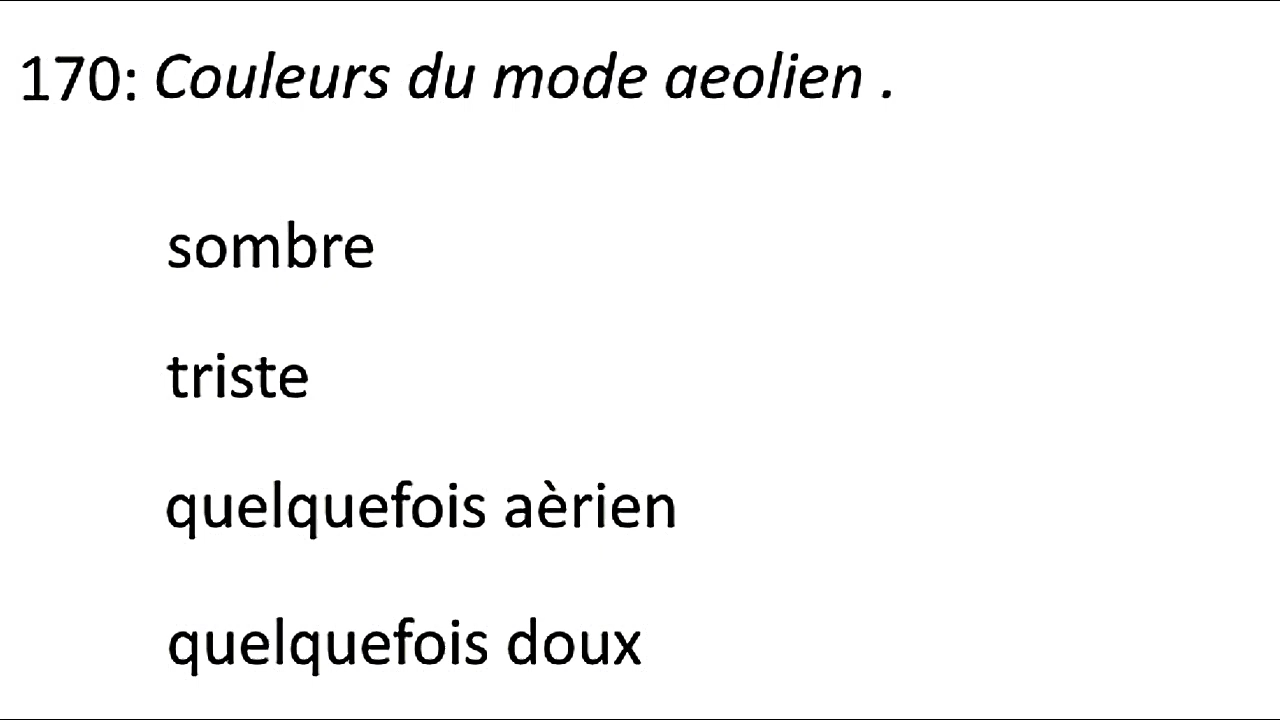 170: Couleurs du mode aeolien .
sombre
triste
quelquefois aèrien
quelquefois doux